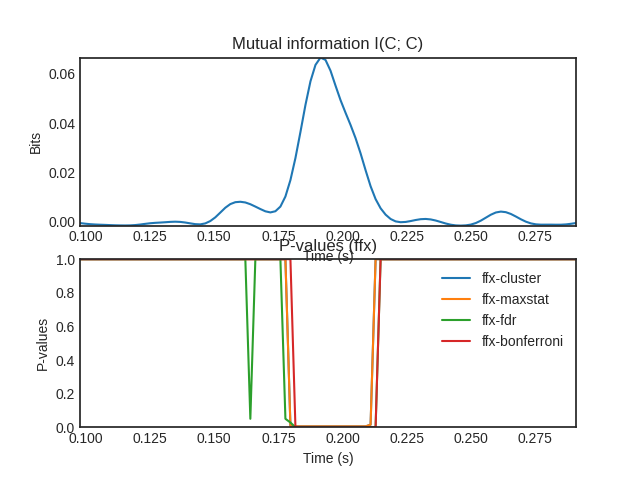 Mutual information I(C; C)
0.06
0.04
0.02
0.00
Bits
0.100 0.125 0.150 0.175 0.200 0.225 0.250 0.275
Time (s)
P-values (ffx)
1.0
0.8
0.6
0.4
0.2
0.0
P-values
ffx-cluster
ffx-maxstat
ffx-fdr
ffx-bonferroni
0.100 0.125 0.150 0.175 0.200 0.225 0.250 0.275
Time (s)